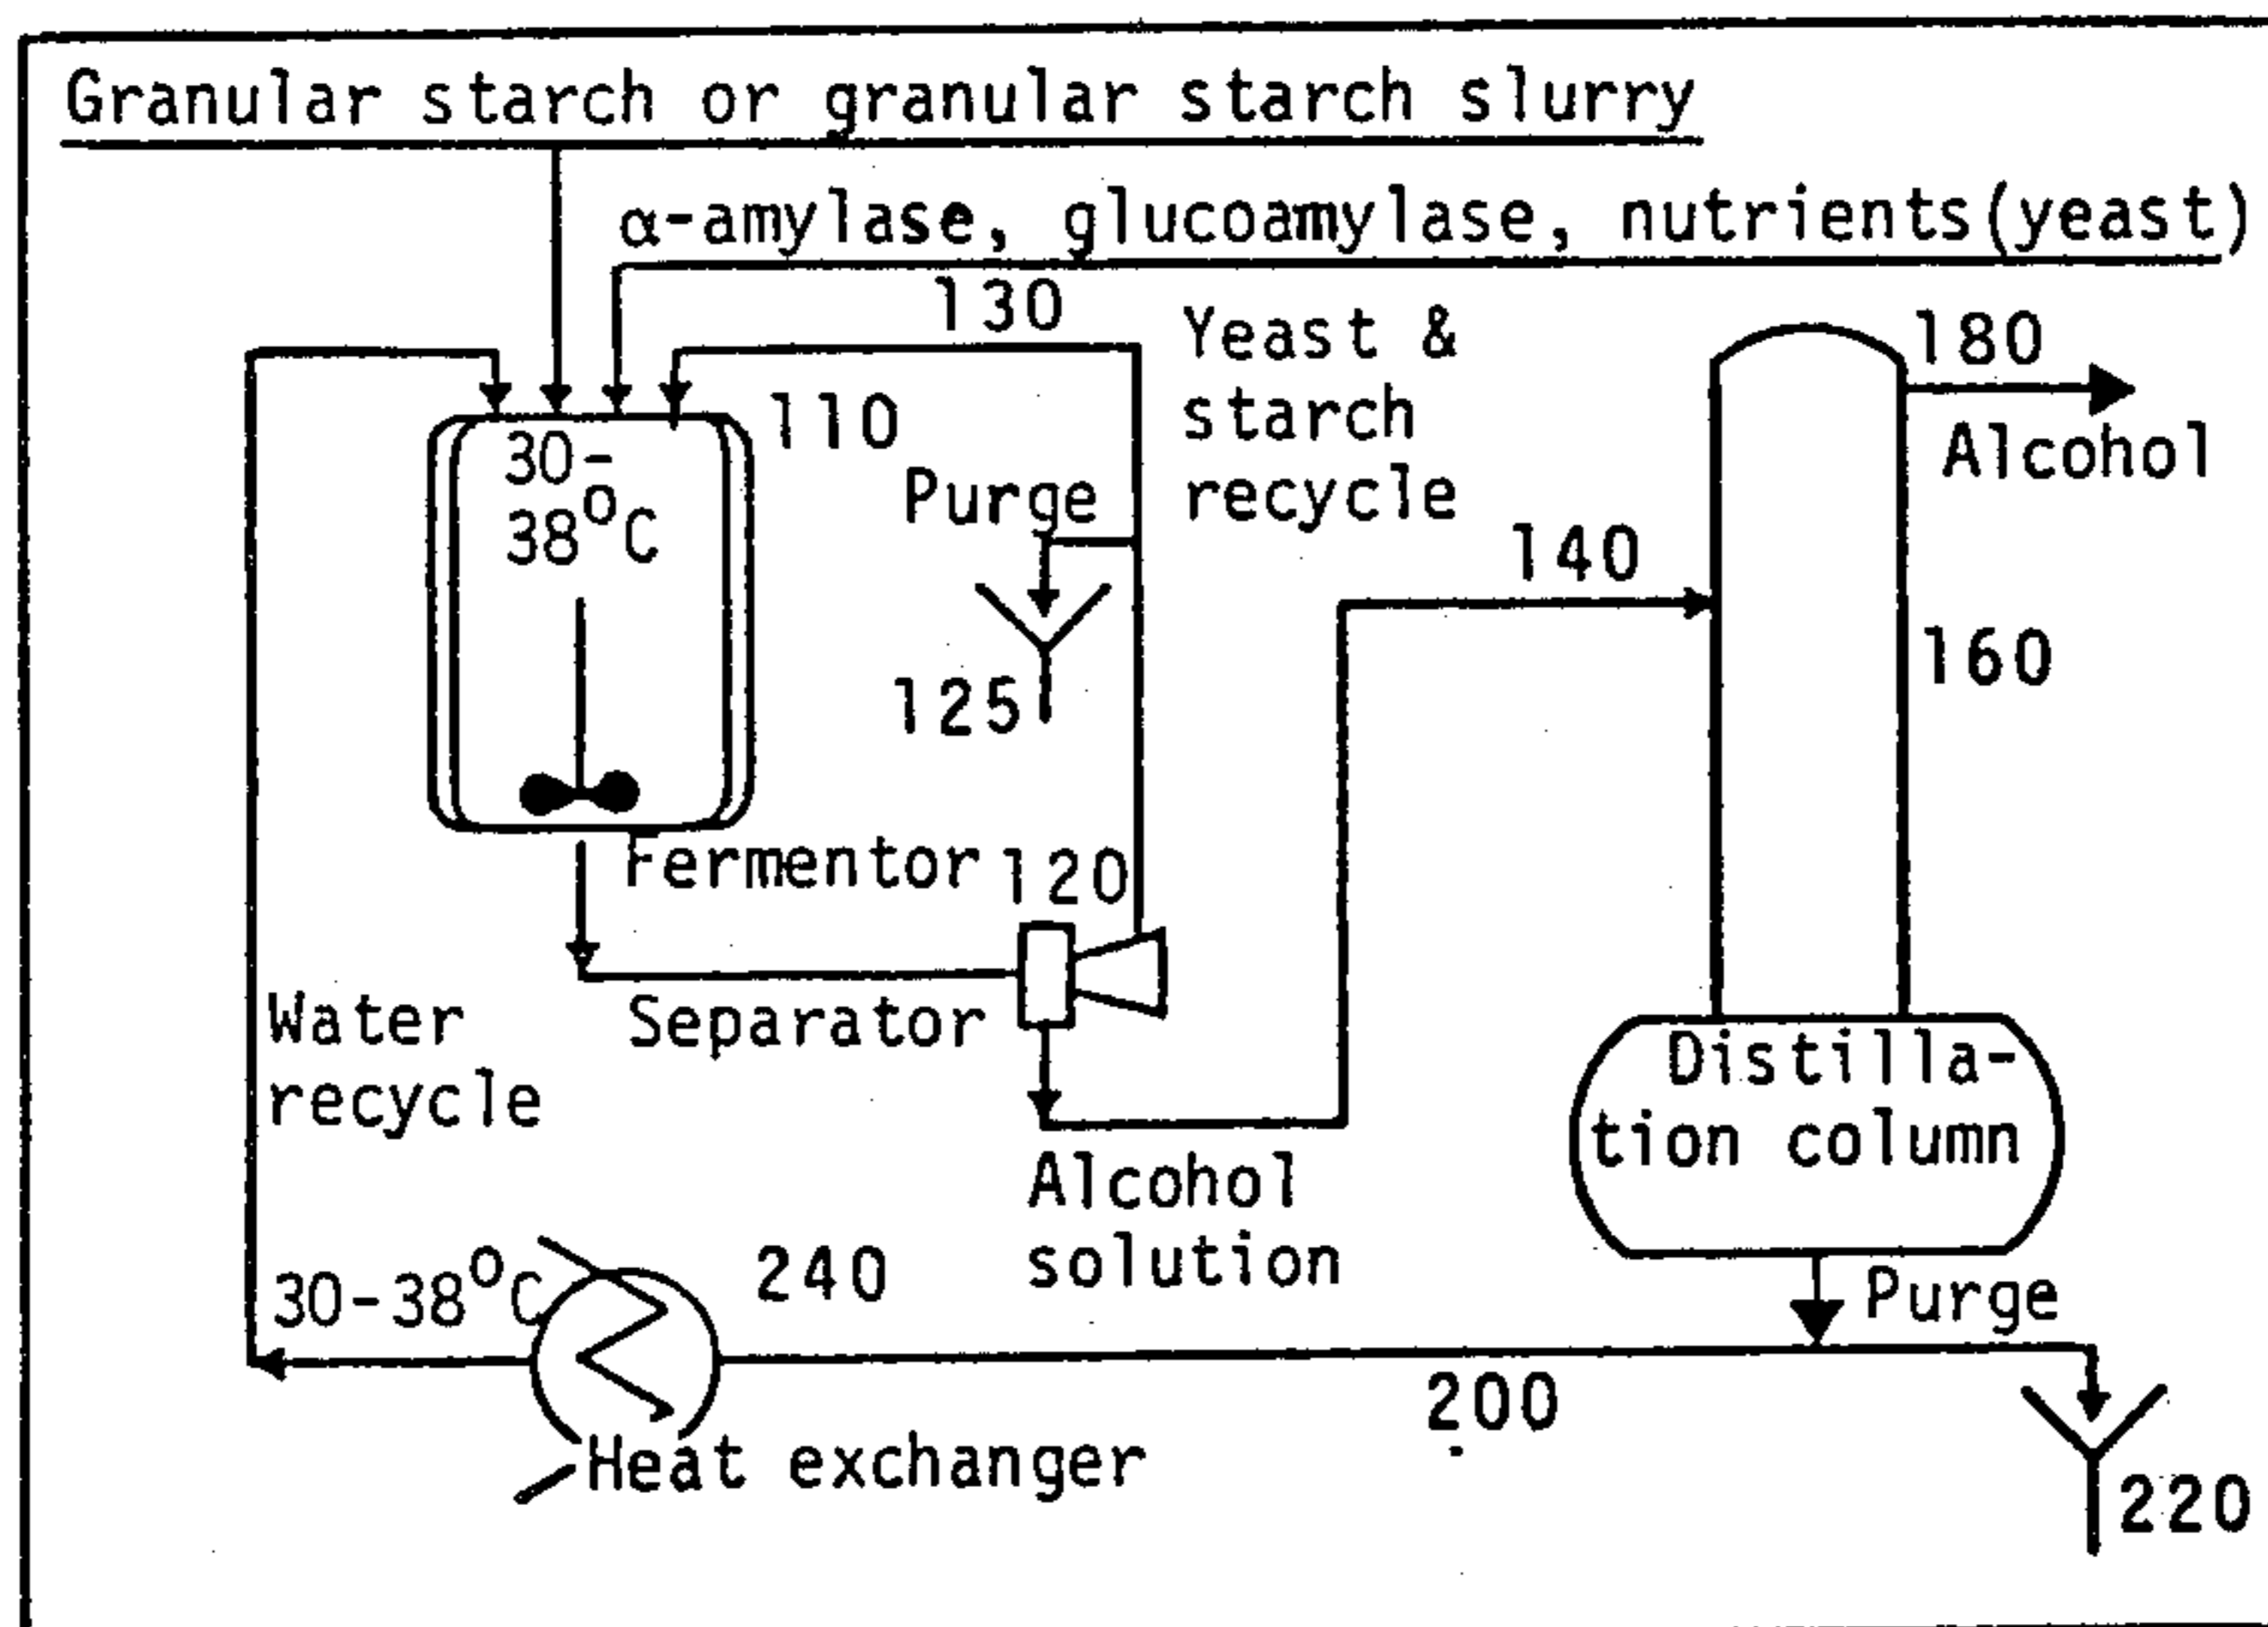 Granular starch or granular starch slurry
α-amylase, glucoamylase, nutrients(yeast)
130
Yeast &
starch
recycle
180
Alcohol
110
30-
38°C
Purge
125
140
160
Fermentor
120
Separator
Water
recycle
Alcohol
solution
Distilla-
tion column
Purge
30-38°C
240
Heat exchanger
200
220